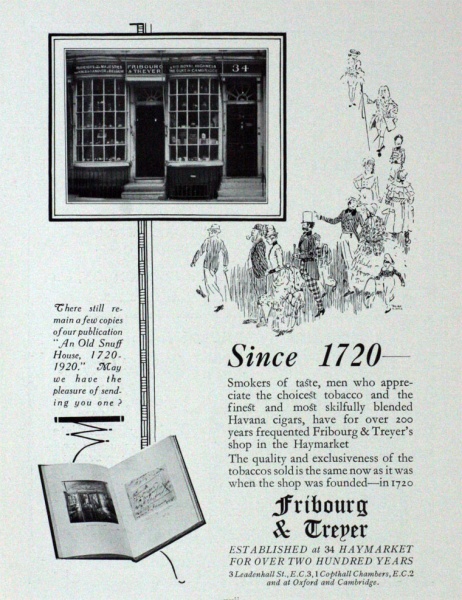 FRIBOURG
& TREYER
34
There still re-
main a few copies
of our publication
"An Old Snuff
House, 1720-
1920." May
we have the
pleasure of send-
ing you one?
Since 1720—
Smokers of taste, men who appre-
ciate the choicest tobacco and the
finest and most skilfully blended
Havana cigars, have for over 200
years frequented Fribourg & Treyer's
shop in the Haymarket
The quality and exclusiveness of the
tobaccos sold is the same now as it was
when the shop was founded—in 1720
Fribourg
& Treyer
ESTABLISHED at 34 HAYMARKET
FOR OVER TWO HUNDRED YEARS
3 Leadenhall St., E.C.3, 1 Copthall Chambers, E.C.2
and at Oxford and Cambridge.